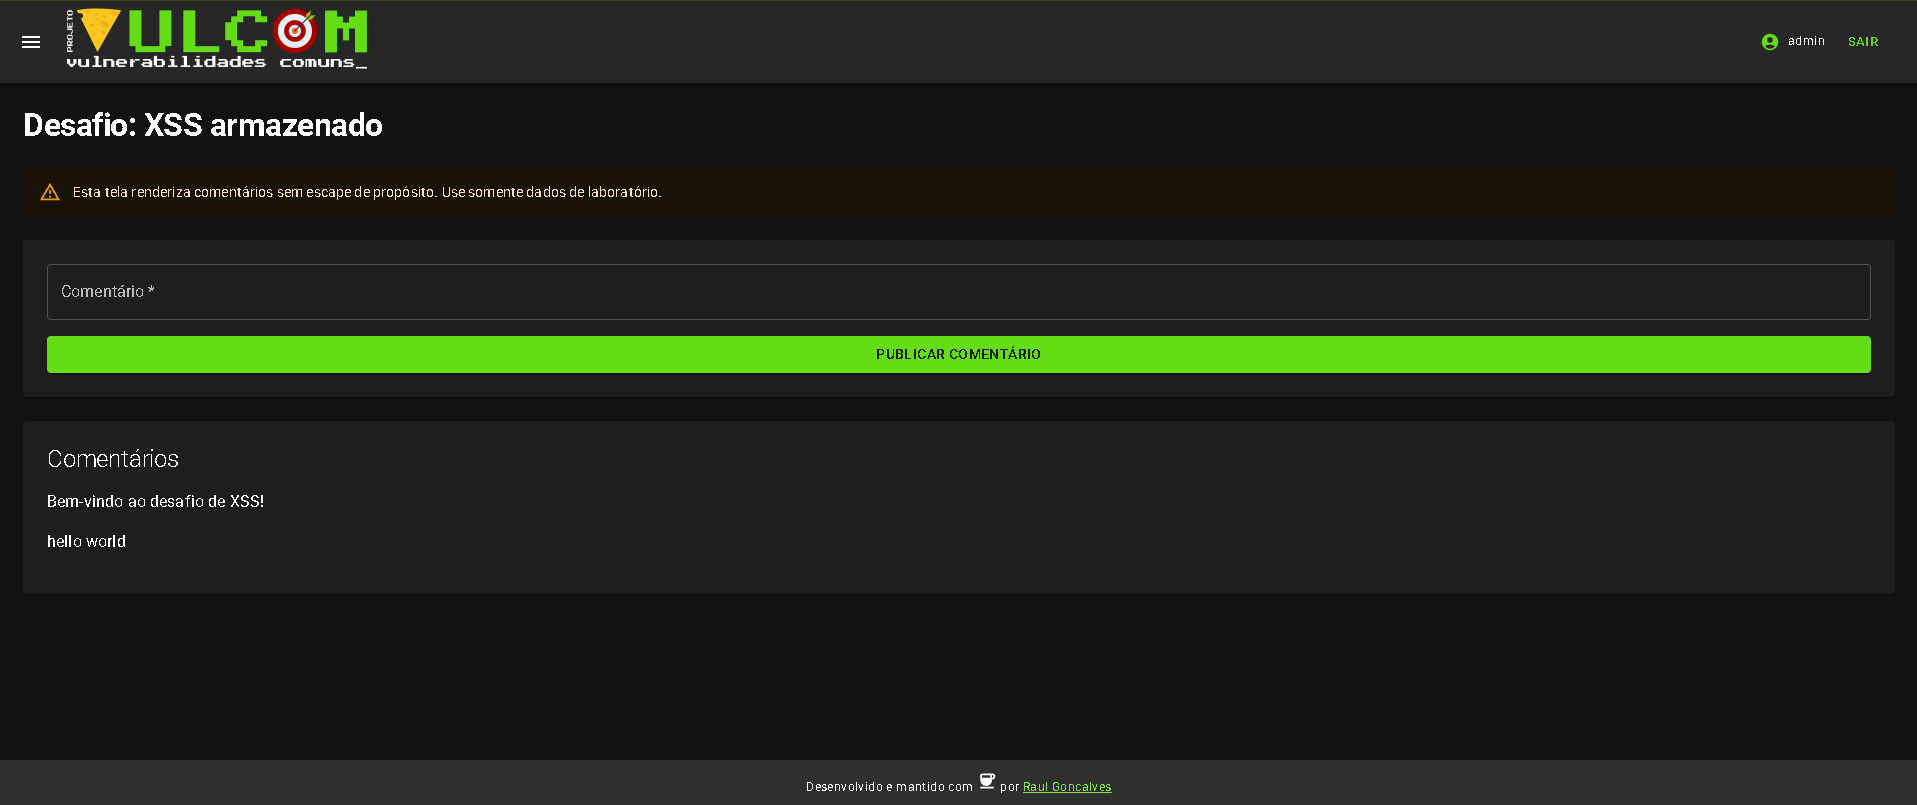 PROJETO
VULCOM
vulnerabilidades comuns_
admin
SAIR
Desafio: XSS armazenado
Esta tela renderiza comentários sem escape de propósito. Use somente dados de laboratório.
Comentário *
PUBLICAR COMENTÁRIO
Comentários
Bem-vindo ao desafio de XSS!
hello world
Desenvolvido e mantido com por Raul Goncalves